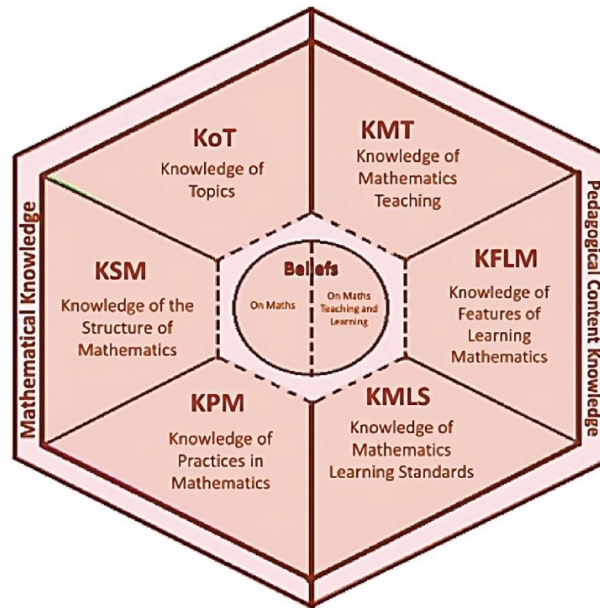 KoT
Knowledge of
Topics
KMT
Knowledge of
Mathematics
Teaching
Mathematical Knowledge
Pedagogical Content Knowledge
KSM
Knowledge of the
Structure of
Mathematics
Beliefs
On Maths
On Maths
Teaching and
Learning
KFLM
Knowledge of
Features of
Learning
Mathematics
KPM
Knowledge of
Practices in
Mathematics
KMLS
Knowledge of
Mathematics
Learning Standards